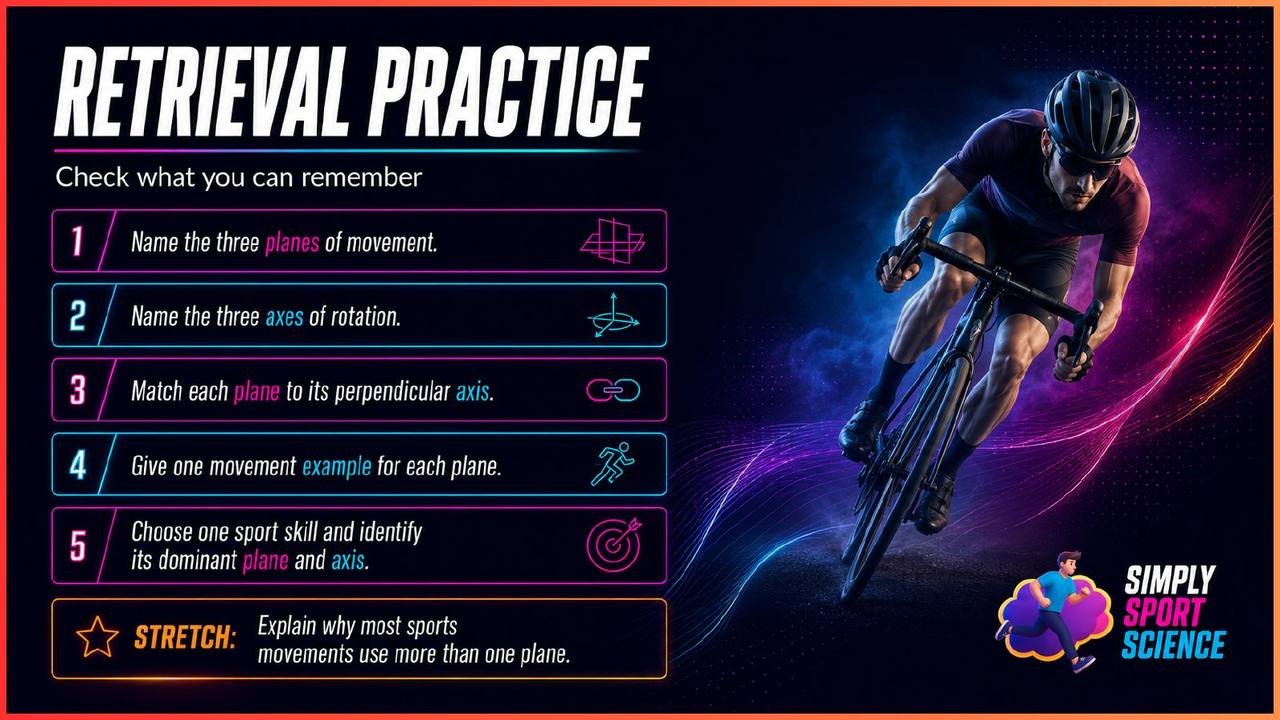 RETRIEVAL PRACTICE
Check what you can remember
1 Name the three planes of movement.
2 Name the three axes of rotation.
3 Match each plane to its perpendicular axis.
4 Give one movement example for each plane.
5 Choose one sport skill and identify
its dominant plane and axis.
STRETCH: Explain why most sports
movements use more than one plane.
SIMPLY
SPORT
SCIENCE